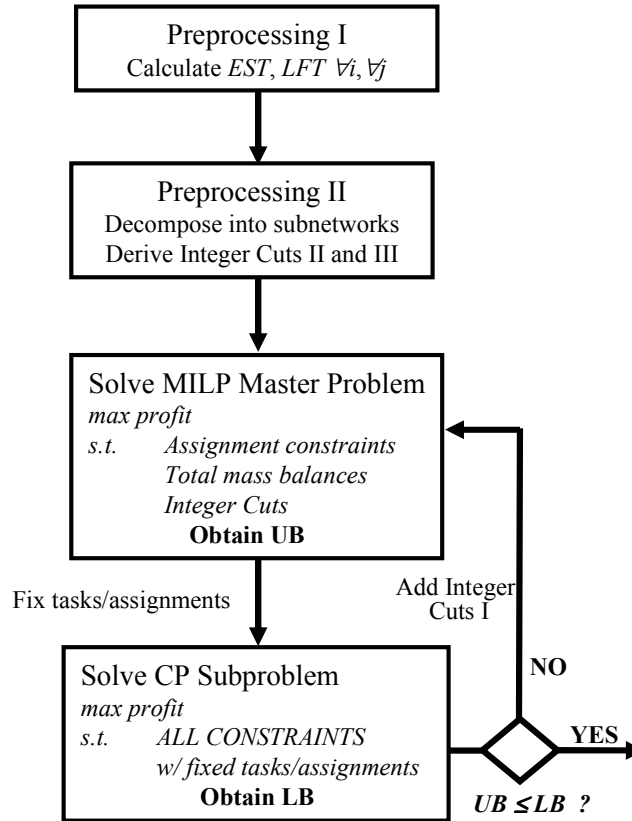 Preprocessing I
Calculate EST, LFT ∀i, ∀j
Preprocessing II
Decompose into subnetworks
Derive Integer Cuts II and III
Solve MILP Master Problem
max profit
s.t. Assignment constraints
Total mass balances
Integer Cuts
Obtain UB
Fix tasks/assignments
Add Integer
Cuts I
Solve CP Subproblem
max profit
s.t. ALL CONSTRAINTS
w/ fixed tasks/assignments
Obtain LB
NO
YES
UB ≤ LB ?